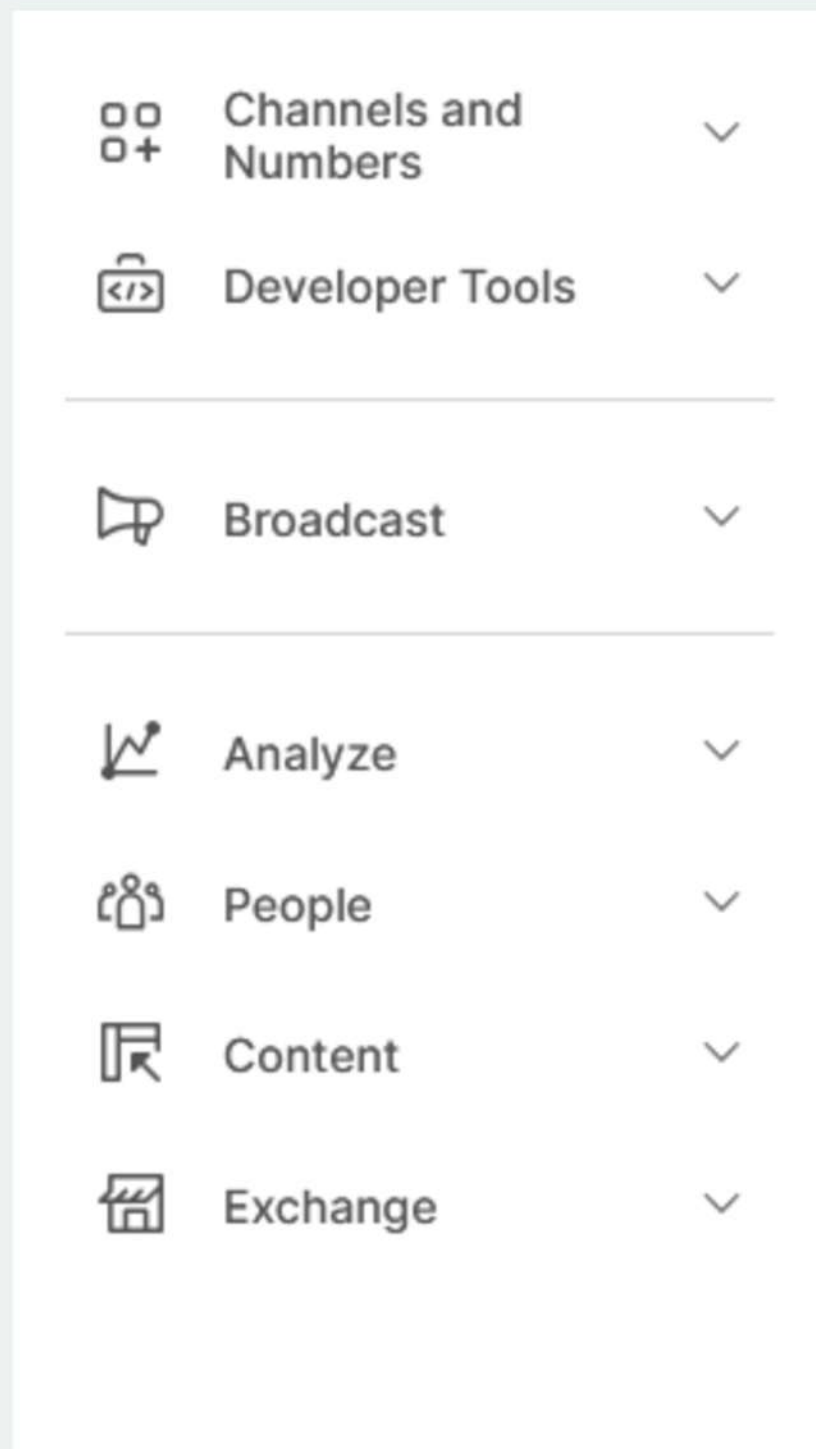 Channels and
Numbers
Developer Tools
Broadcast
Analyze
People
Content
Exchange